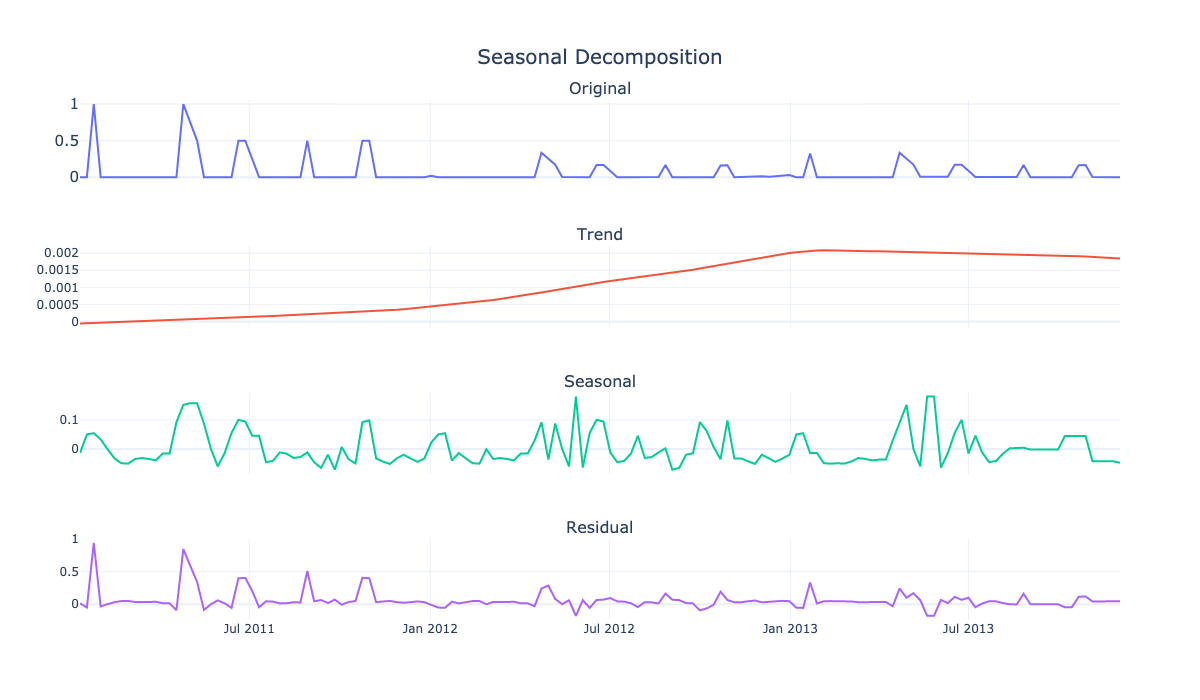 Seasonal Decomposition
Original
1
0.5
0
Trend
0.002
0.0015
0.001
0.0005
0
Seasonal
0.1
0
Residual
1
0.5
0
Jul 2011 Jan 2012 Jul 2012 Jan 2013 Jul 2013